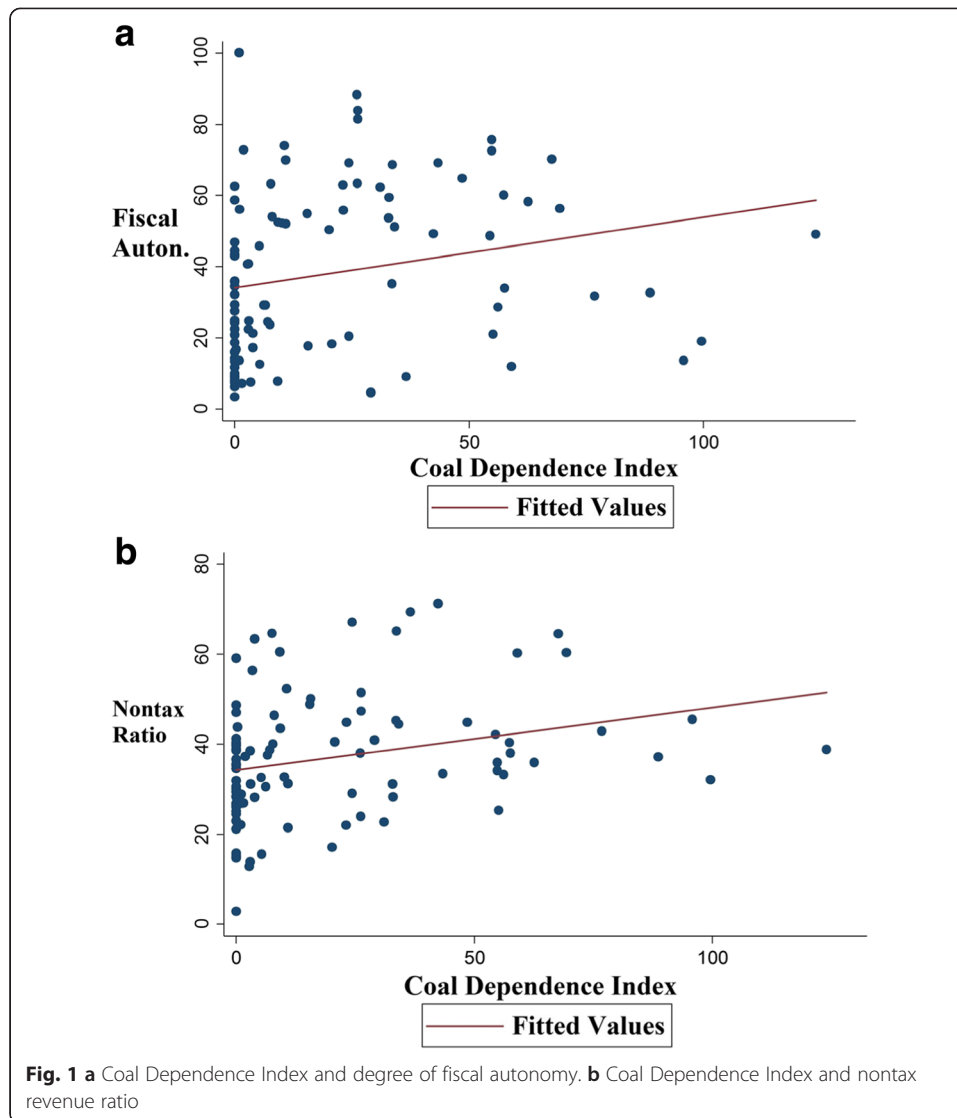 a
100
80
60
40
20
0
Fiscal
Auton.
0 50 100
Coal Dependence Index
Fitted Values
b
80
60
40
20
0
Nontax
Ratio
0 50 100
Coal Dependence Index
Fitted Values
Fig. 1 a Coal Dependence Index and degree of fiscal autonomy. b Coal Dependence Index and nontax
revenue ratio